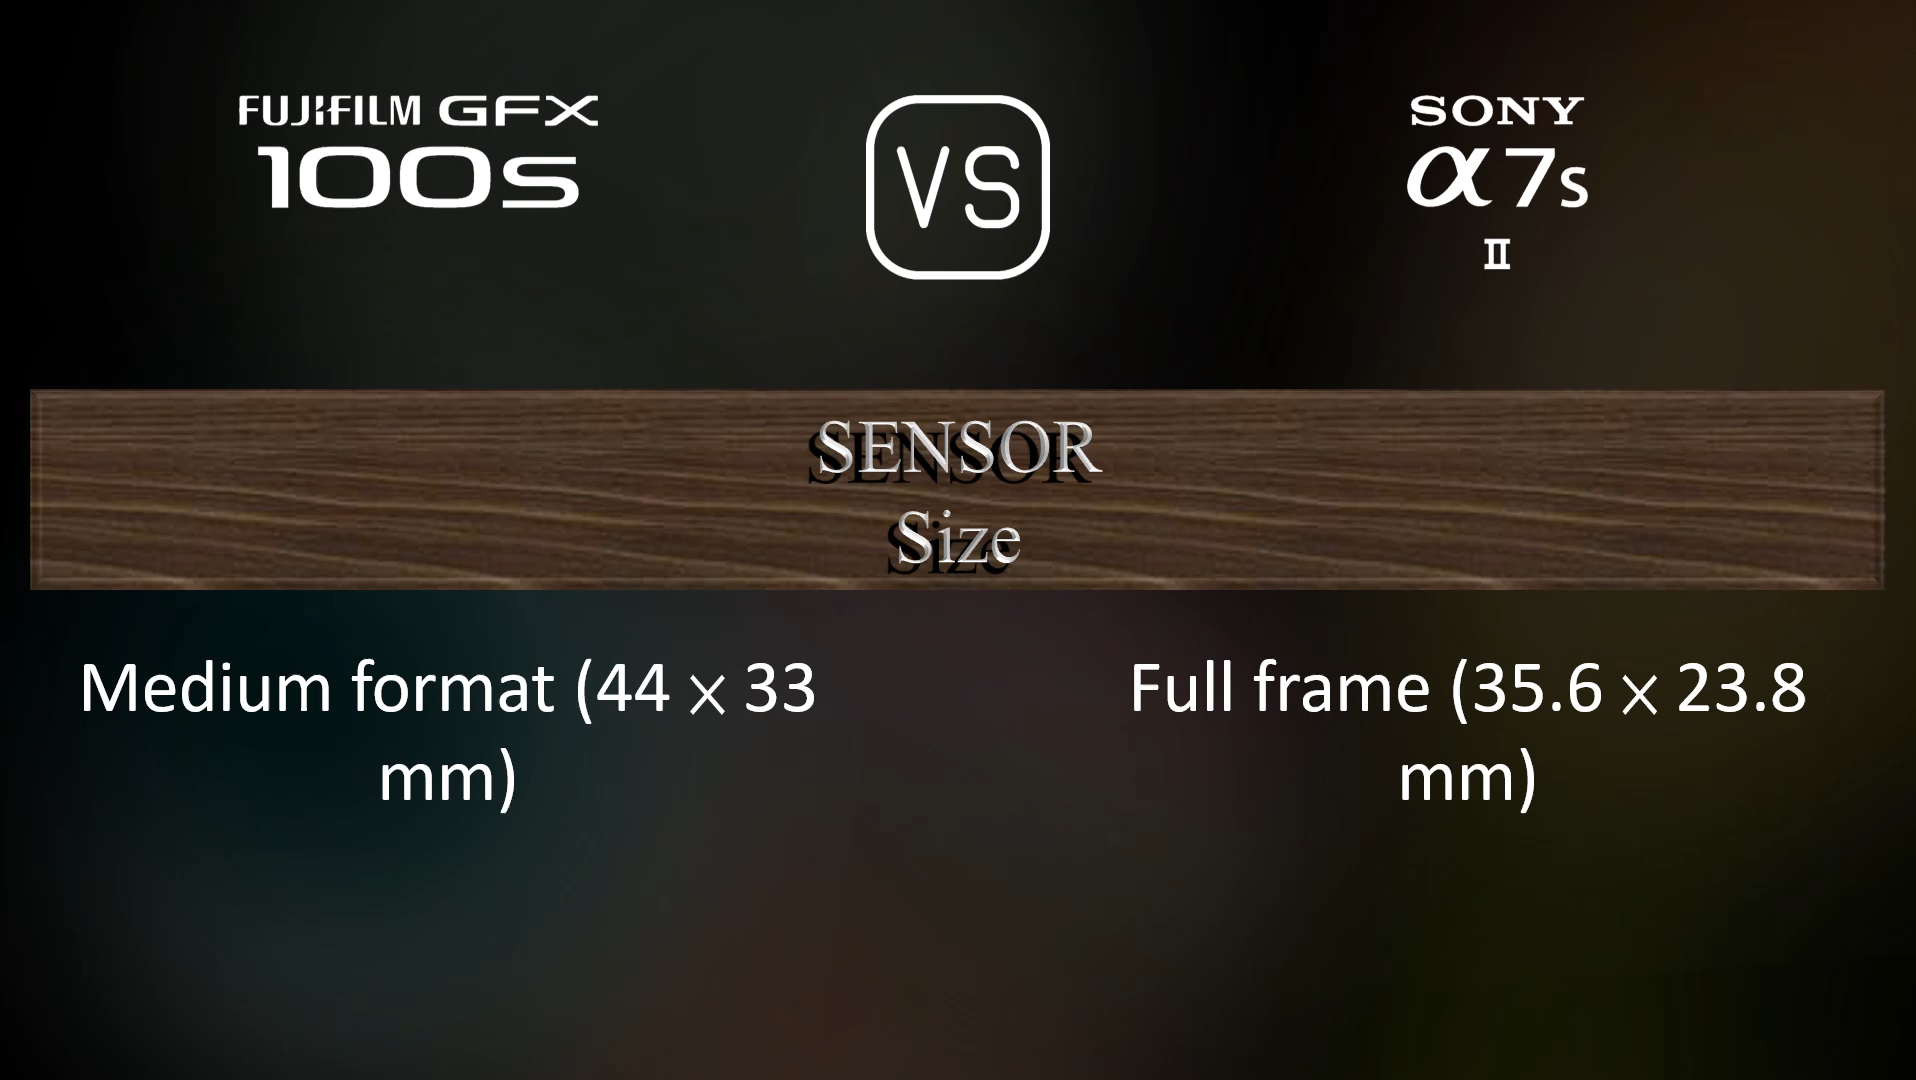 FUJIFILM GFX
100S
VS
SONY
α7s
II
SENSOR
Size
Medium format (44 x 33
mm)
Full frame (35.6 x 23.8
mm)